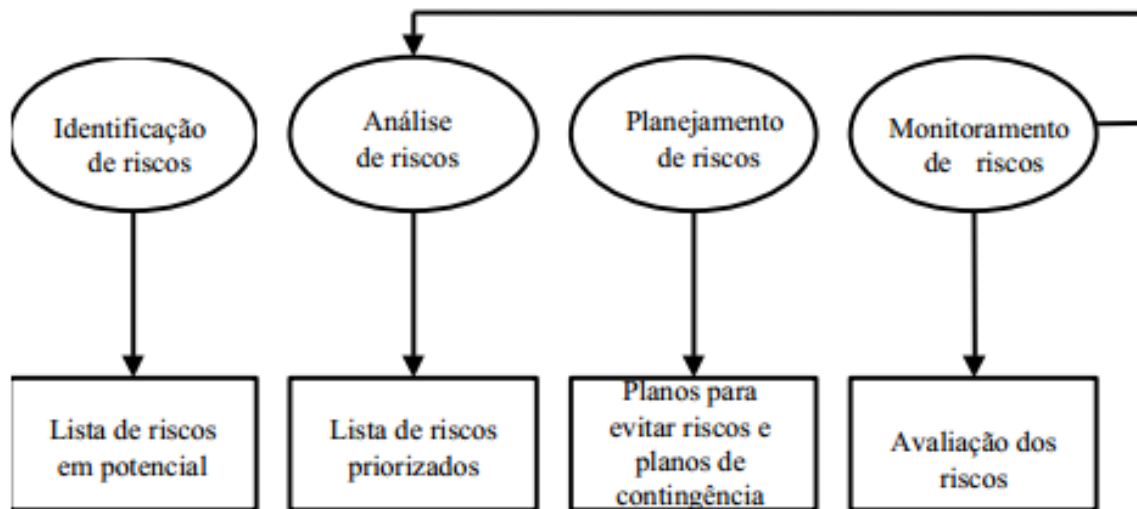 Identificação
de riscos
Análise
de riscos
Planejamento
de riscos
Monitoramento
de riscos
Lista de riscos
em potencial
Lista de riscos
priorizados
Planos para
evitar riscos e
planos de
contingência
Avaliação dos
riscos